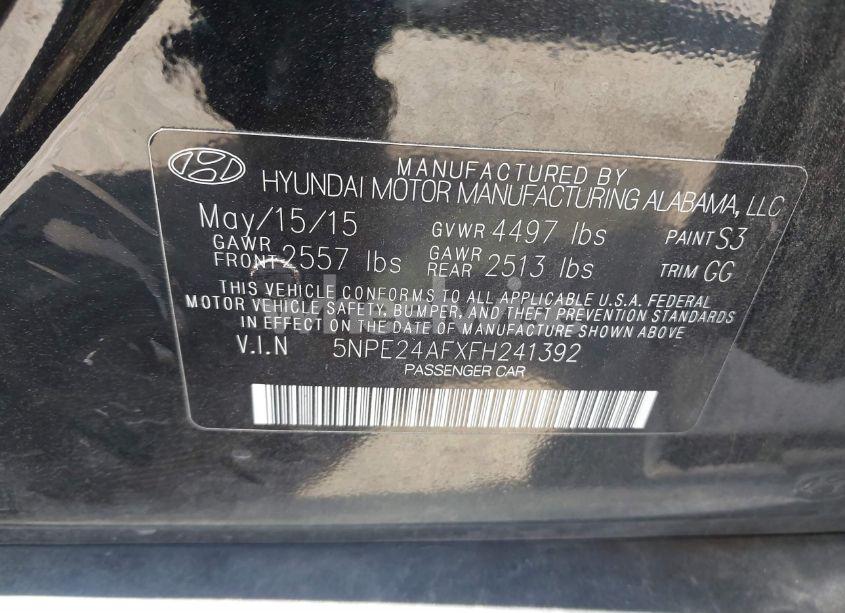 MANUFACTURED BY
HYUNDAI MOTOR MANUFACTURING ALABAMA, LLC
May/15/15 GVWR 4497 lbs PAINT S3
GAWR FRONT 2557 lbs GAWR REAR 2513 lbs TRIM GG
THIS VEHICLE CONFORMS TO ALL APPLICABLE U.S.A. FEDERAL
MOTOR VEHICLE SAFETY, BUMPER, AND THEFT PREVENTION STANDARDS
IN EFFECT ON THE DATE OF MANUFACTURE SHOWN ABOVE
V.I.N 5NPE24AFXFH241392
PASSENGER CAR